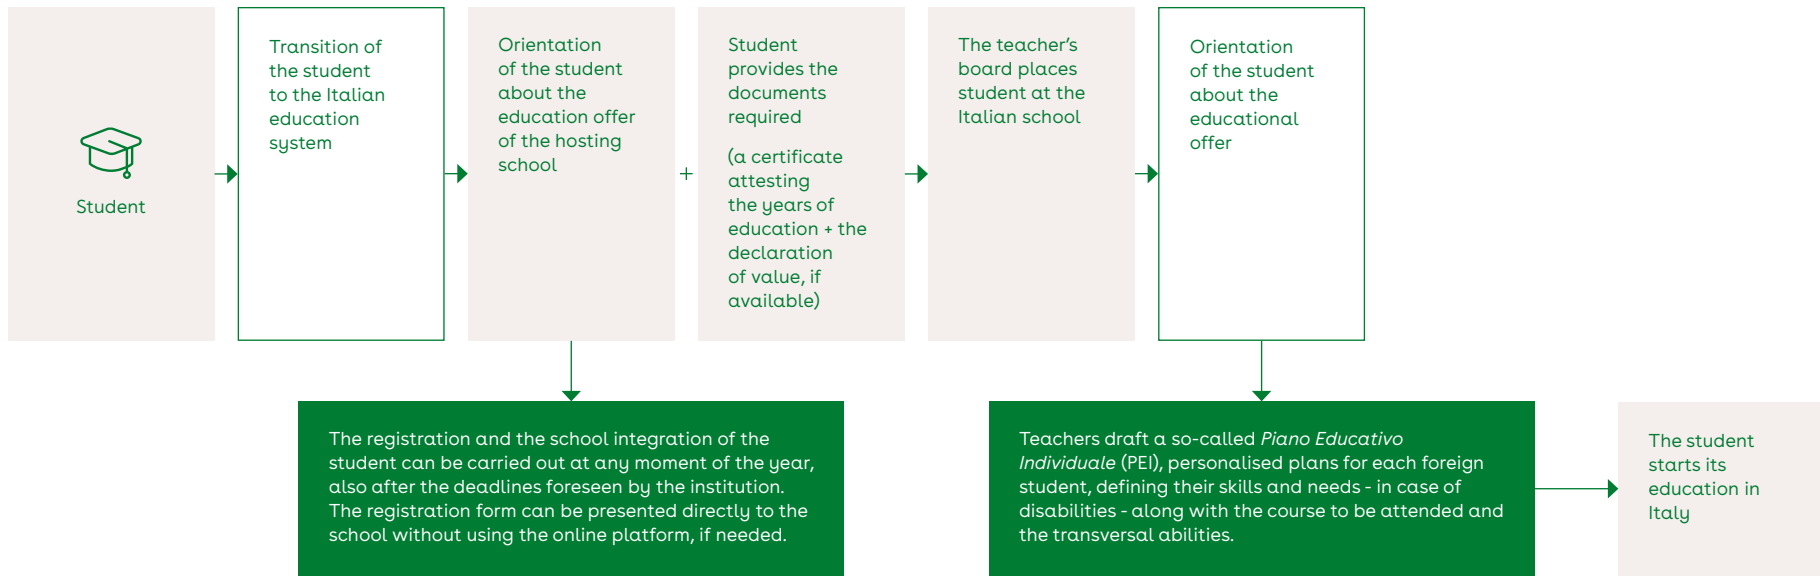 Student
Transition of
the student
to the Italian
education
system
Orientation
of the student
about the
education offer
of the hosting
school
+
Student
provides the
documents
required
(a certificate
attesting
the years of
education + the
declaration
of value, if
available)
The teacher's
board places
student at the
Italian school
Orientation
of the student
about the
educational
offer
The registration and the school integration of the
student can be carried out at any moment of the year,
also after the deadlines foreseen by the institution.
The registration form can be presented directly to the
school without using the online platform, if needed.
Teachers draft a so-called Piano Educativo
Individuale (PEI), personalised plans for each foreign
student, defining their skills and needs - in case of
disabilities - along with the course to be attended and
the transversal abilities.
The student
starts its
education in
Italy